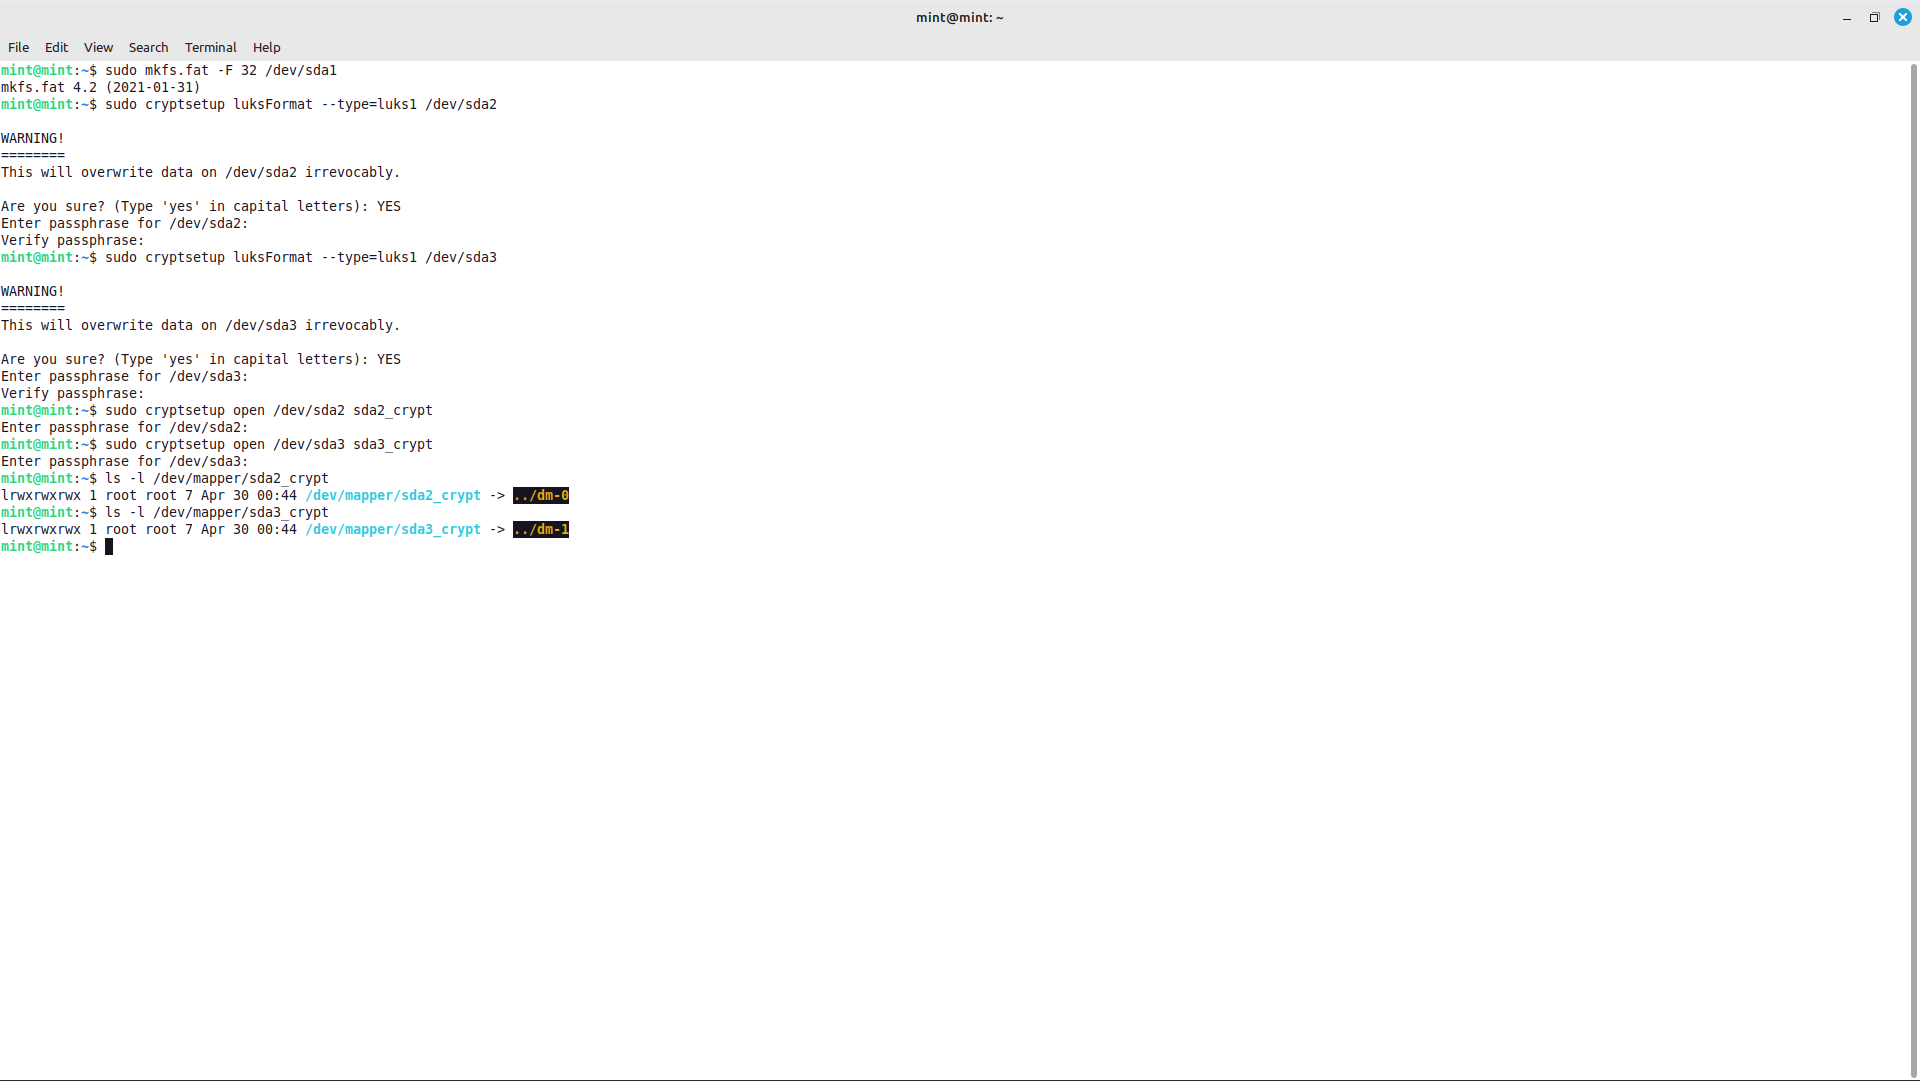 mint@mint: ~
File Edit View Search Terminal Help
mint@mint:~$ sudo mkfs.fat -F 32 /dev/sda1
mkfs.fat 4.2 (2021-01-31)
mint@mint:~$ sudo cryptsetup luksFormat --type=luks1 /dev/sda2
WARNING!
========
This will overwrite data on /dev/sda2 irrevocably.
Are you sure? (Type 'yes' in capital letters): YES
Enter passphrase for /dev/sda2:
Verify passphrase:
mint@mint:~$ sudo cryptsetup luksFormat --type=luks1 /dev/sda3
WARNING!
========
This will overwrite data on /dev/sda3 irrevocably.
Are you sure? (Type 'yes' in capital letters): YES
Enter passphrase for /dev/sda3:
Verify passphrase:
mint@mint:~$ sudo cryptsetup open /dev/sda2 sda2_crypt
Enter passphrase for /dev/sda2:
mint@mint:~$ sudo cryptsetup open /dev/sda3 sda3_crypt
Enter passphrase for /dev/sda3:
mint@mint:~$ ls -l /dev/mapper/sda2_crypt
lrwxrwxrwx 1 root root 7 Apr 30 00:44 /dev/mapper/sda2_crypt -> ../dm-0
mint@mint:~$ ls -l /dev/mapper/sda3_crypt
lrwxrwxrwx 1 root root 7 Apr 30 00:44 /dev/mapper/sda3_crypt -> ../dm-1
mint@mint:~$